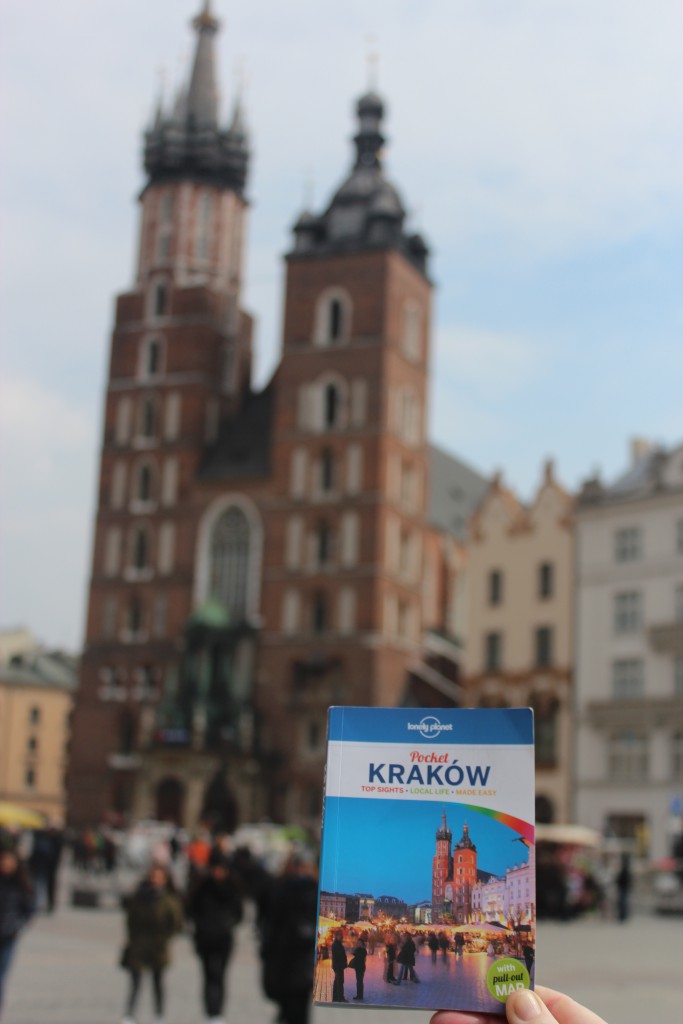 lonely planet
Pocket
KRAKÓW
TOP SIGHTS • LOCAL LIFE • MADE EASY
with
pull-out
MAP